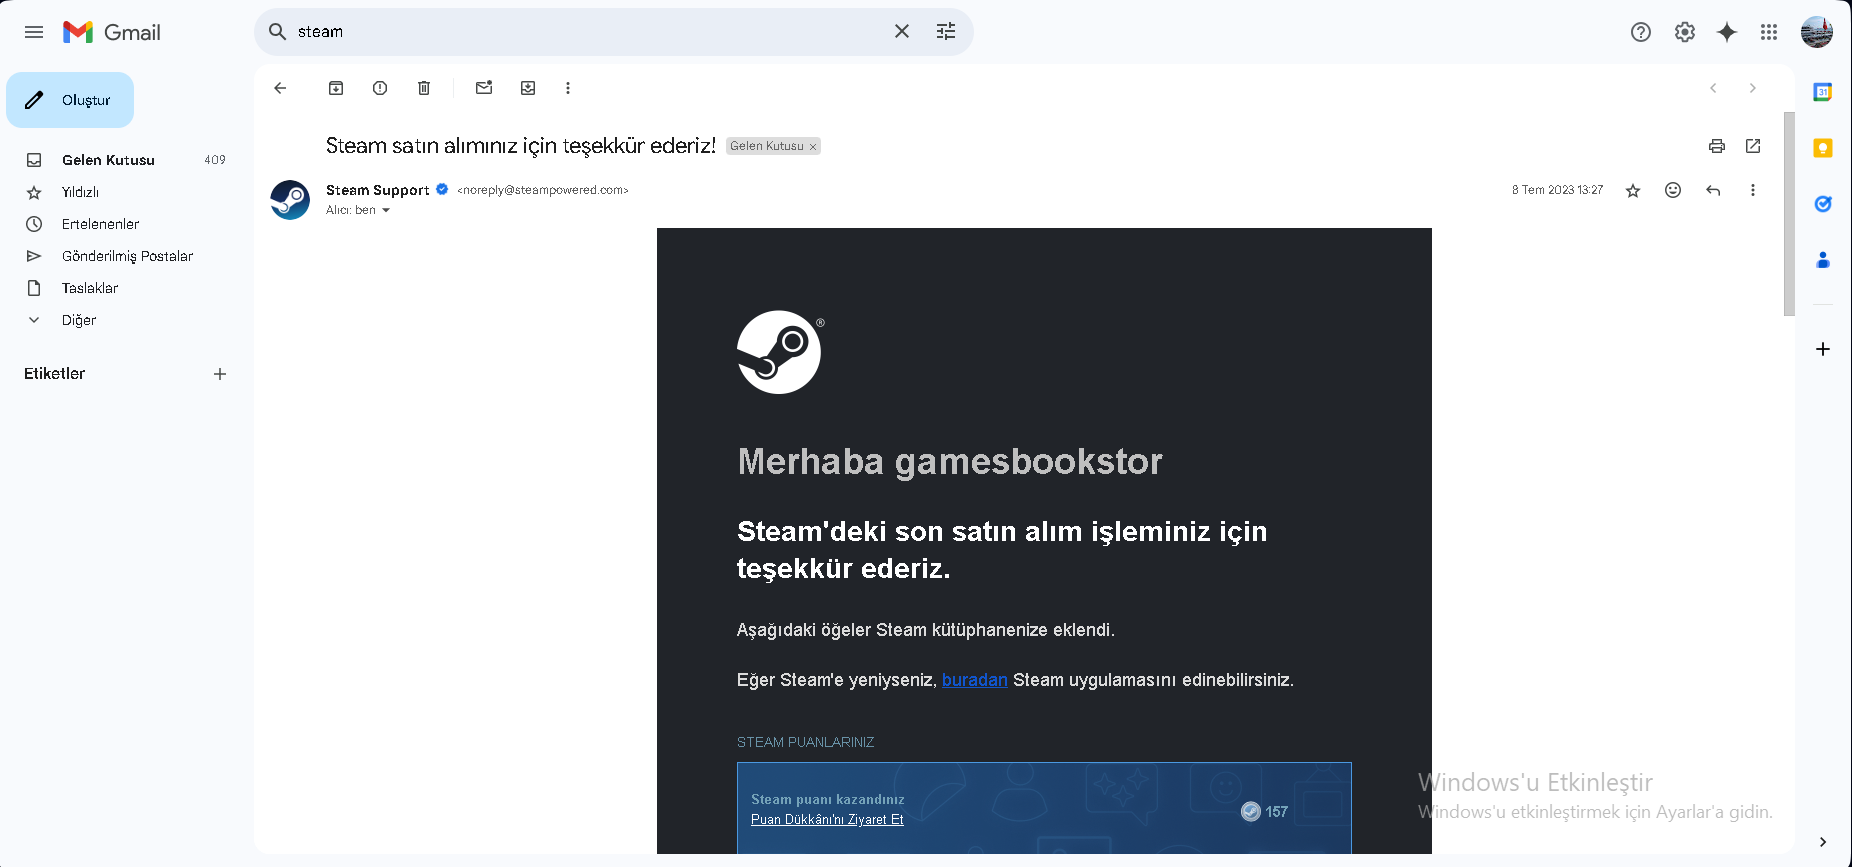 Gmail
steam
Oluştur
Gelen Kutusu 409
Yıldızlı
Ertelenenler
Gönderilmiş Postalar
Taslaklar
Diğer
Etiketler
Steam satın alımınız için teşekkür ederiz! Gelen Kutusu ×
Steam Support <noreply@steampowered.com>
Alıcı: ben
8 Tem 2023 13:27
31
®
Merhaba gamesbookstor
Steam'deki son satın alım işleminiz için
teşekkür ederiz.
Aşağıdaki öğeler Steam kütüphanenize eklendi.
Eğer Steam'e yeniyseniz, buradan Steam uygulamasını edinebilirsiniz.
STEAM PUANLARINIZ
Steam puanı kazandınız
Puan Dükkânı'nı Ziyaret Et
157
Windows'u Etkinleştir
Windows'u etkinleştirmek için Ayarlar'a gidin.